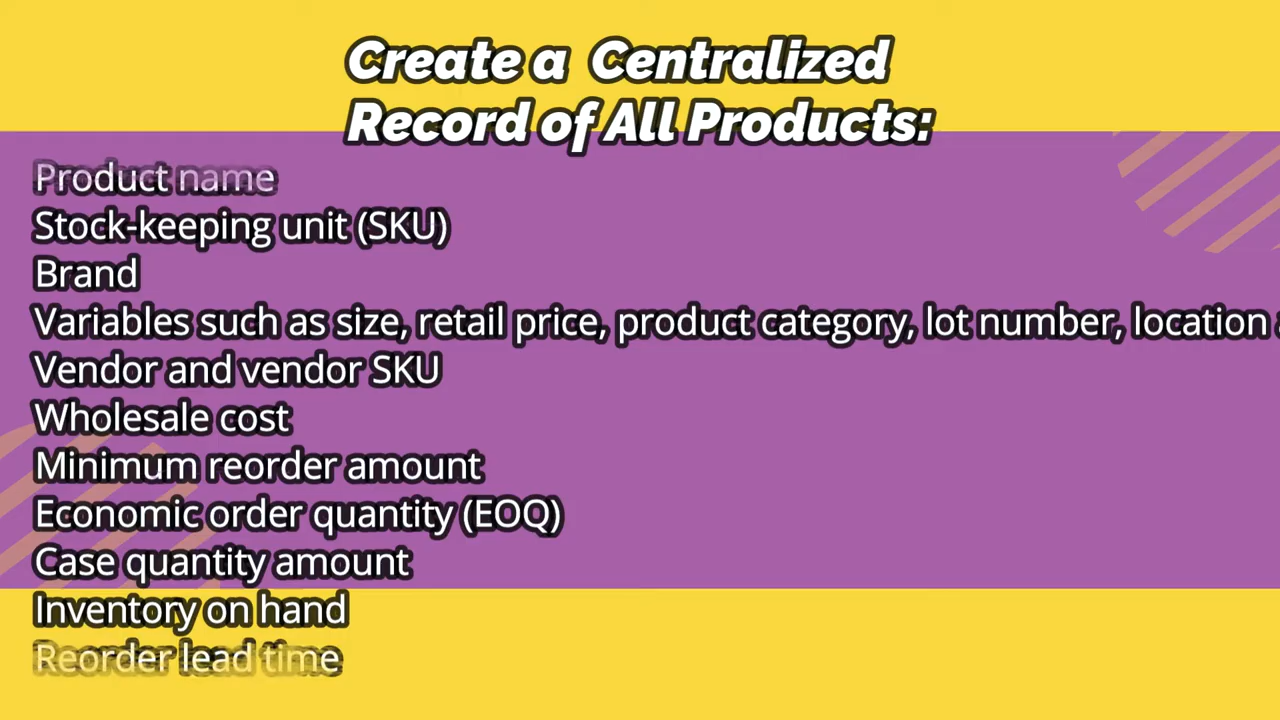 Create a Centralized
Record of All Products:
Product name
Stock-keeping unit (SKU)
Brand
Variables such as size, retail price, product category, lot number, location
Vendor and vendor SKU
Wholesale cost
Minimum reorder amount
Economic order quantity (EOQ)
Case quantity amount
Inventory on hand
Reorder lead time